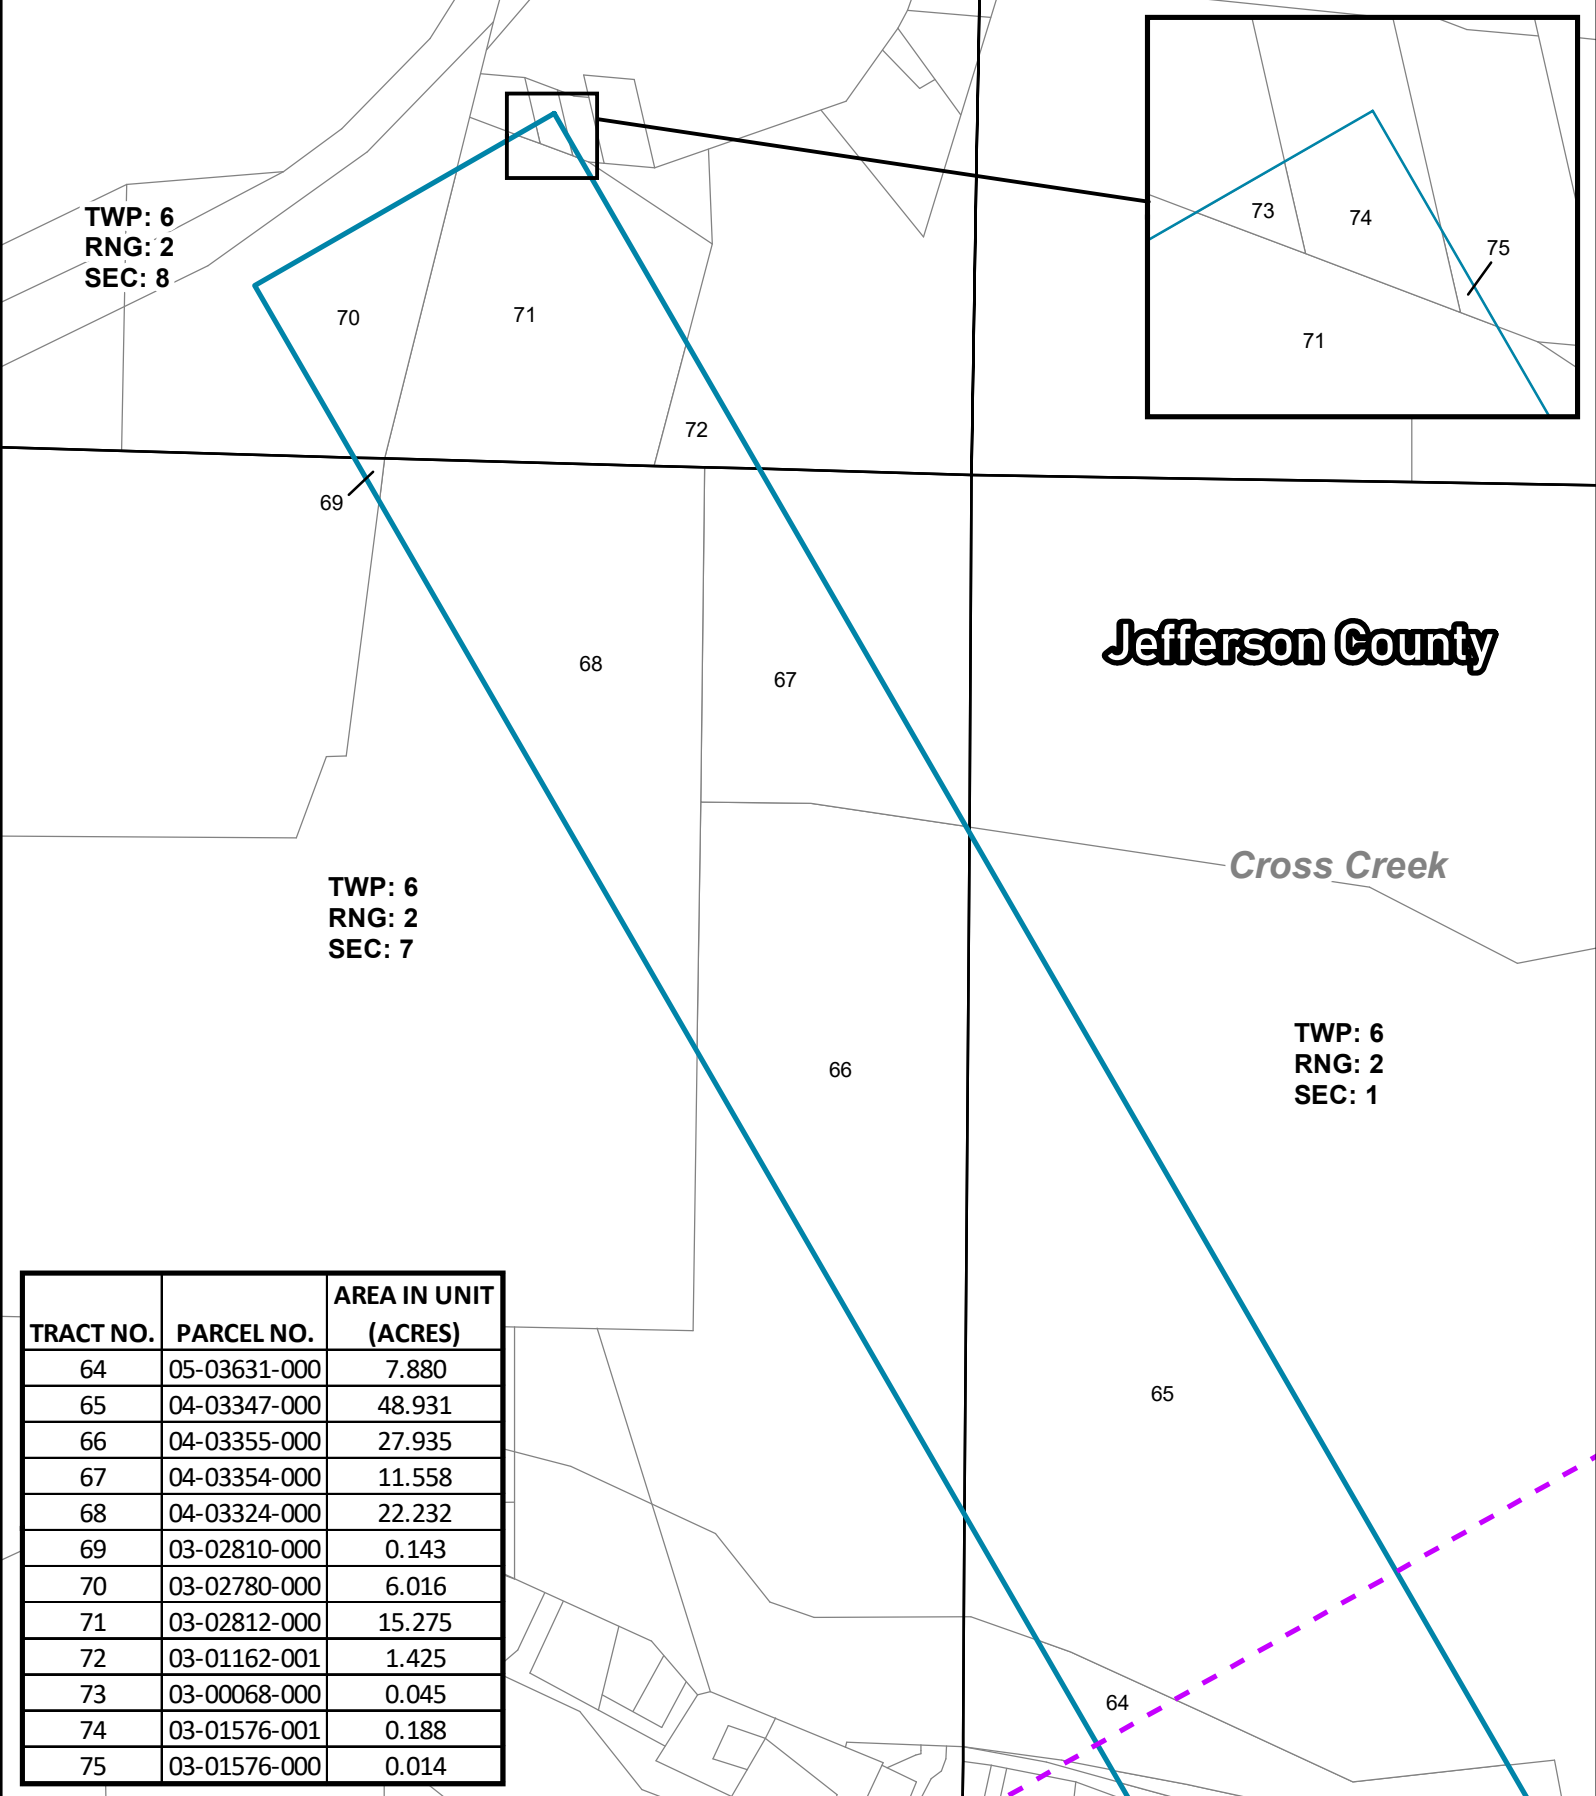 TWP: 6
RNG: 2
SEC: 8
73
74
75
71
70
71
72
69
Jefferson County
68
67
Cross Creek
TWP: 6
RNG: 2
SEC: 7
TWP: 6
RNG: 2
SEC: 1
66
65
64
TRACT NO. PARCEL NO. AREA IN UNIT (ACRES)
64 05-03631-000 7.880
65 04-03347-000 48.931
66 04-03355-000 27.935
67 04-03354-000 11.558
68 04-03324-000 22.232
69 03-02810-000 0.143
70 03-02780-000 6.016
71 03-02812-000 15.275
72 03-01162-001 1.425
73 03-00068-000 0.045
74 03-01576-001 0.188
75 03-01576-000 0.014